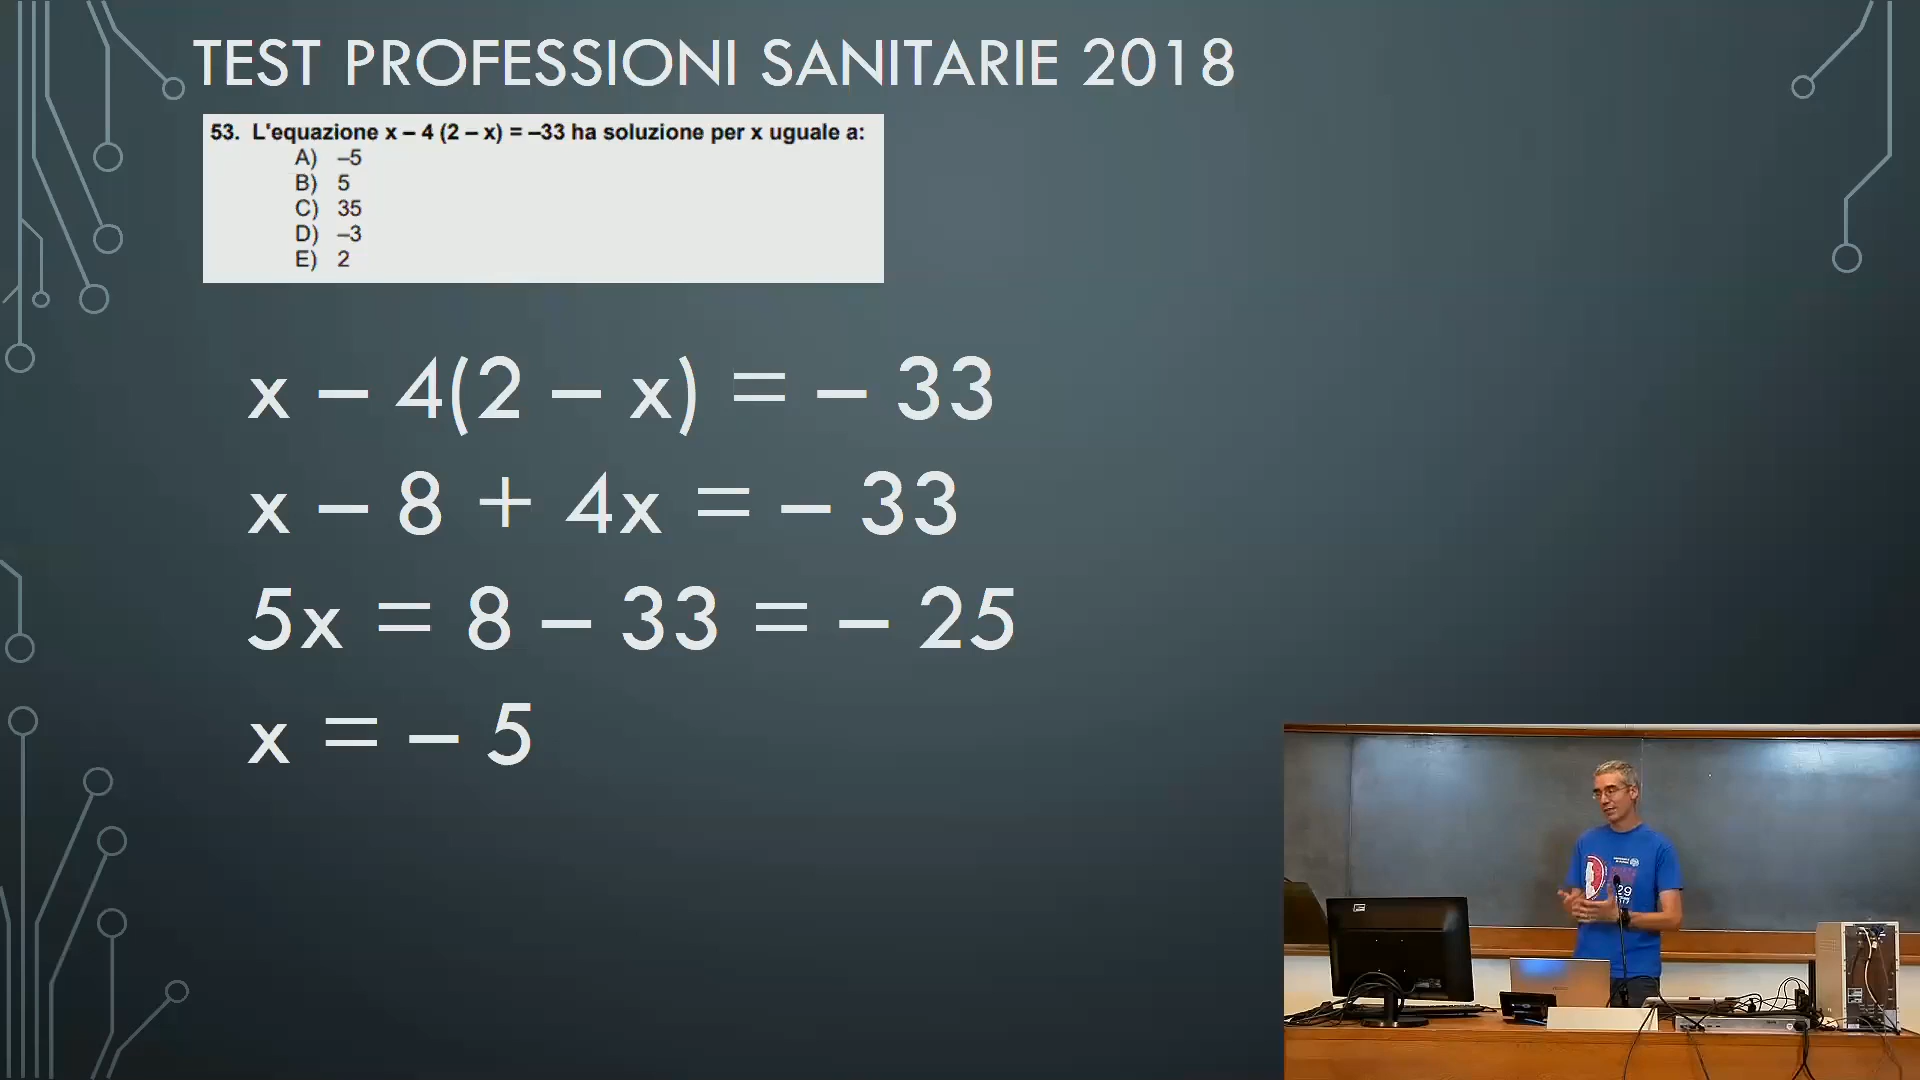 TEST PROFESSIONI SANITARIE 2018
53. L'equazione x – 4 (2 – x) = –33 ha soluzione per x uguale a:
A) –5
B) 5
C) 35
D) –3
E) 2
x – 4(2 – x) = – 33
x – 8 + 4x = – 33
5x = 8 – 33 = – 25
x = – 5
29